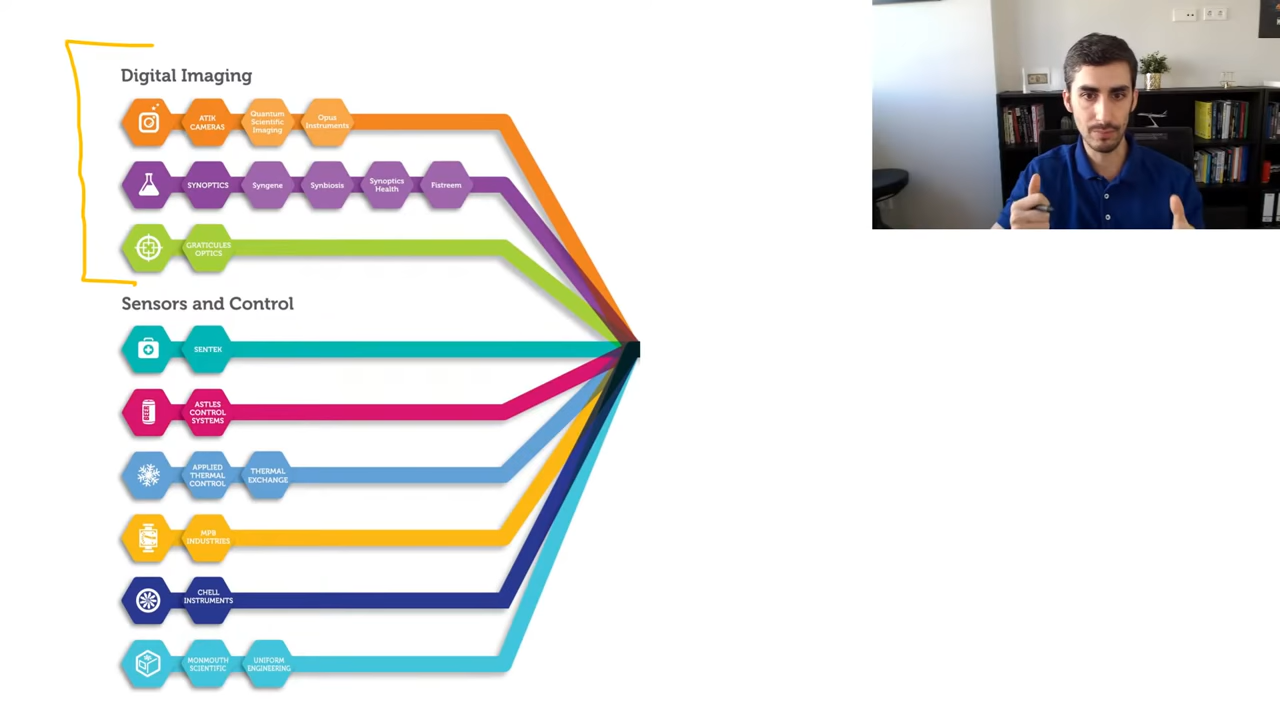 Digital Imaging
ATIK
CAMERAS
Quantum
Scientific
Imaging
Opus
Instruments
SYNOPTICS
Syngene
Synbiosis
Synoptics
Health
Fistreem
GRATICULES
OPTICS
Sensors and Control
SENTEK
BEER
ASTLES
CONTROL
SYSTEMS
APPLIED
THERMAL
CONTROL
THERMAL
EXCHANGE
MPB
INDUSTRIES
CHELL
INSTRUMENTS
MONMOUTH
SCIENTIFIC
UNIFORM
ENGINEERING